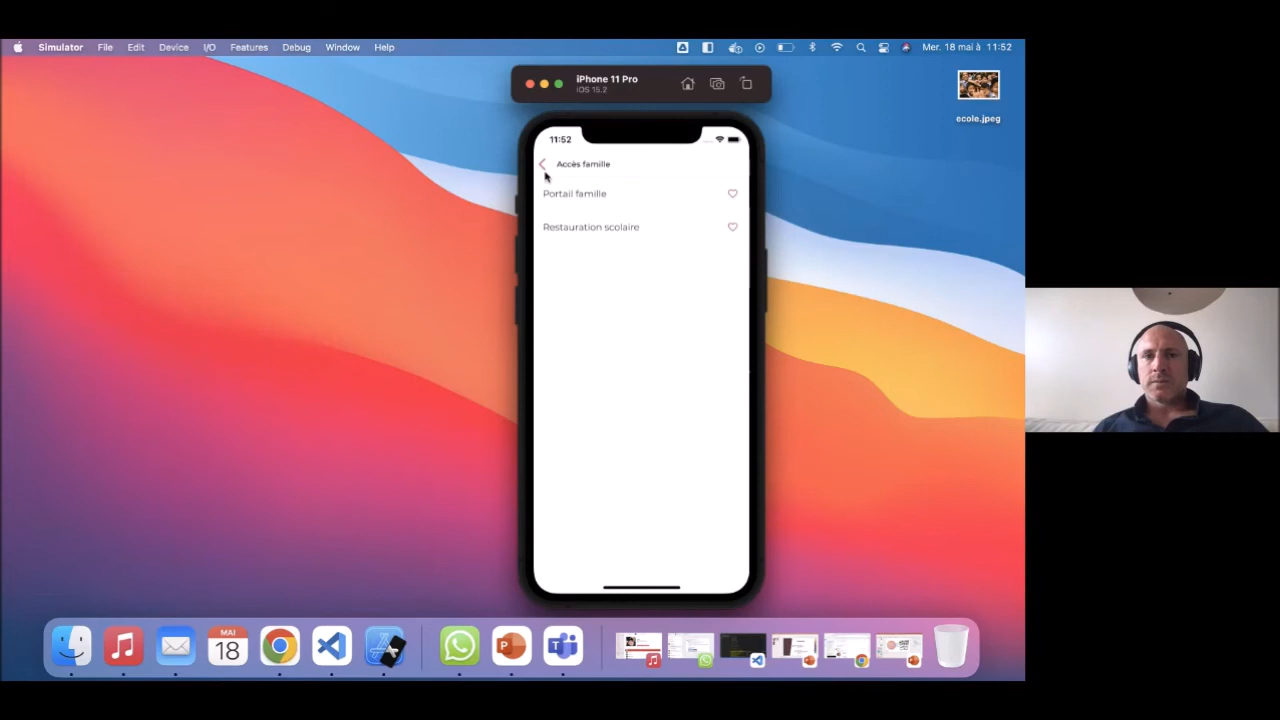 Simulator File Edit Device I/O Features Debug Window Help Mer. 18 mai à 11:52
iPhone 11 Pro
iOS 15.2
ecole.jpeg
11:52
Accès famille
Portail famille
Restauration scolaire
MAI
18